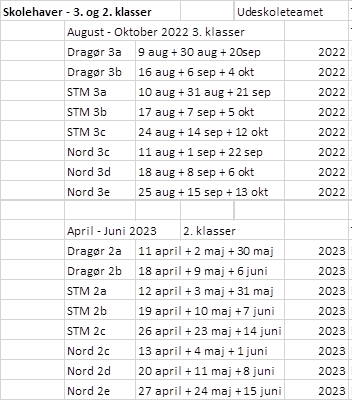 Skolehaver - 3. og 2. klasser Udeskoleteamet
August - Oktober 2022 3. klasser
Dragør 3a 9 aug + 30 aug + 20sep 2022
Dragør 3b 16 aug + 6 sep + 4 okt 2022
STM 3a 10 aug + 31 aug + 21 sep 2022
STM 3b 17 aug + 7 sep + 5 okt 2022
STM 3c 24 aug + 14 sep + 12 okt 2022
Nord 3c 11 aug + 1 sep + 22 sep 2022
Nord 3d 18 aug + 8 sep + 6 okt 2022
Nord 3e 25 aug + 15 sep + 13 okt 2022
April - Juni 2023 2. klasser
Dragør 2a 11 april + 2 maj + 30 maj 2023
Dragør 2b 18 april + 9 maj + 6 juni 2023
STM 2a 12 april + 3 maj + 31 maj 2023
STM 2b 19 april + 10 maj +7 juni 2023
STM 2c 26 april + 23 maj +14 juni 2023
Nord 2c 13 april + 4 maj + 1 juni 2023
Nord 2d 20 april + 11 maj +8 juni 2023
Nord 2e 27 april + 24 maj +15 juni 2023